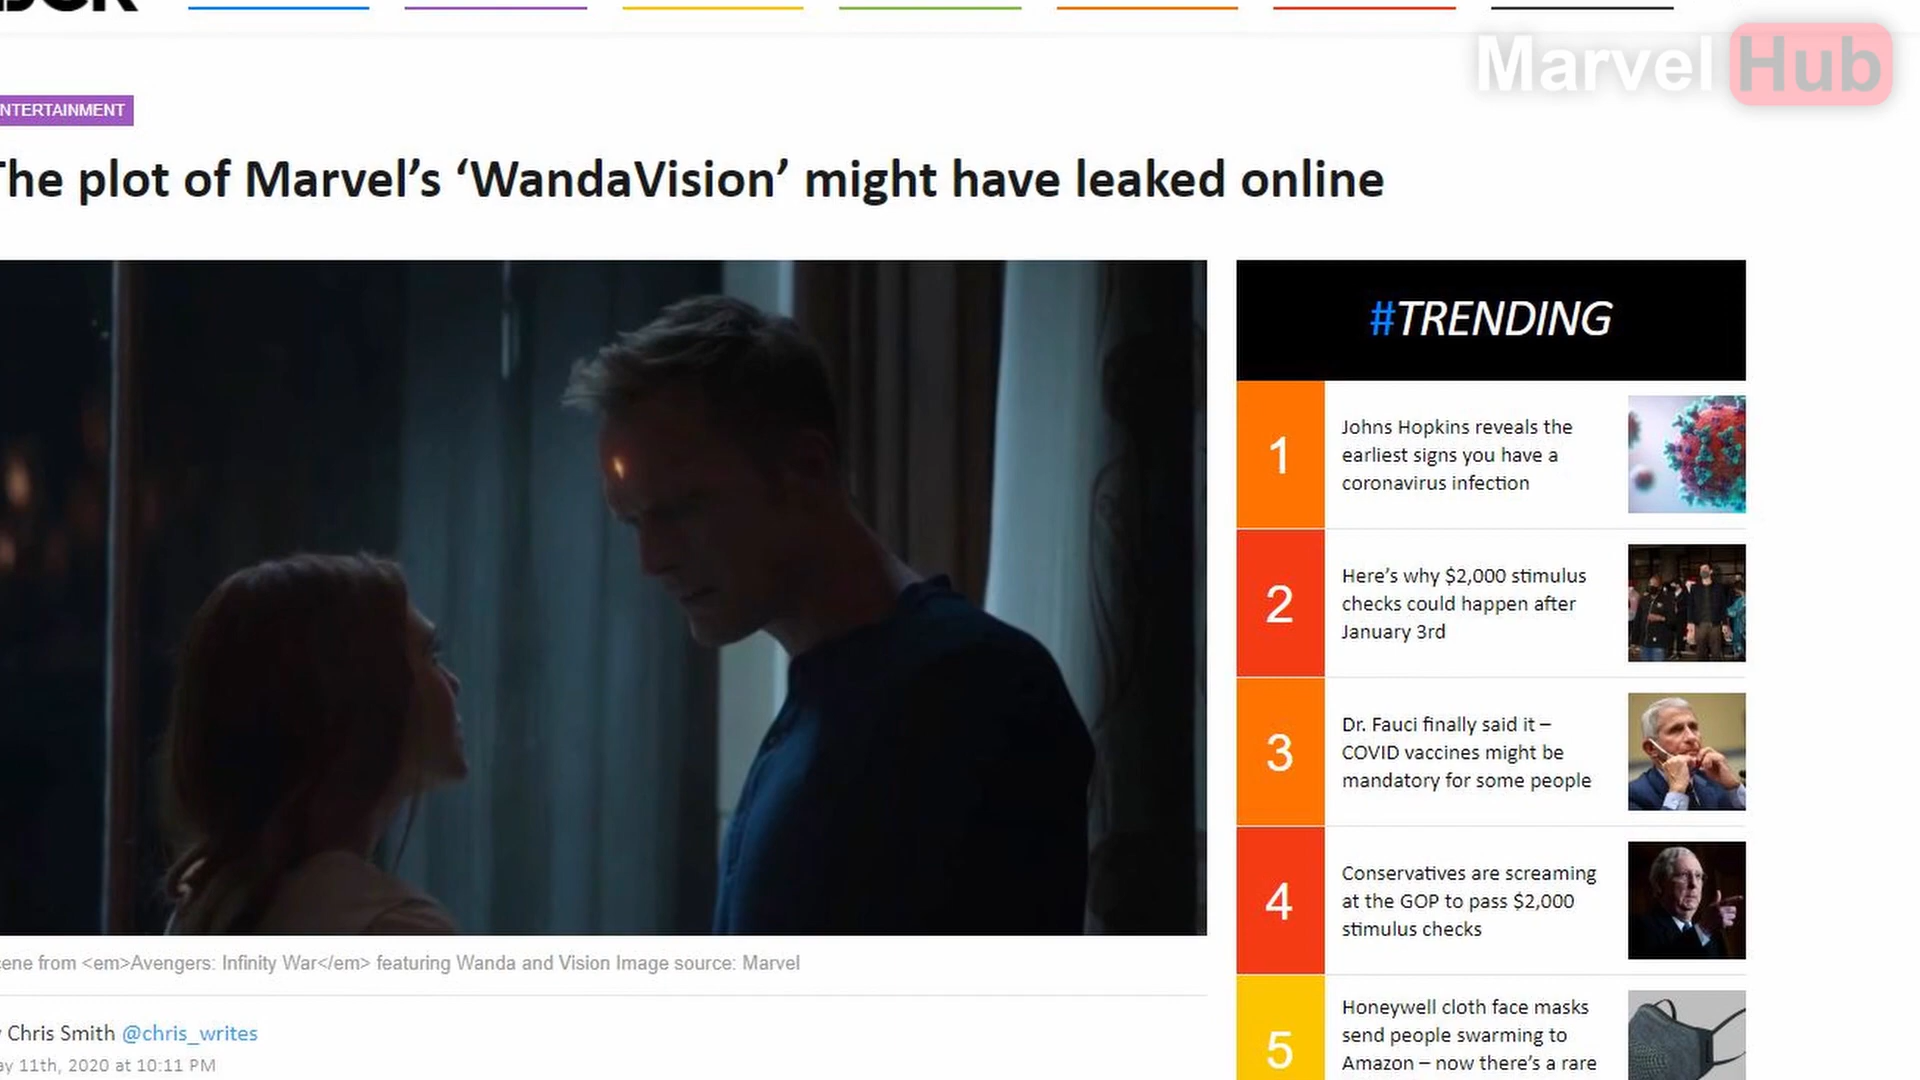 Marvel Hub
NTERTAINMENT
The plot of Marvel’s ‘WandaVision’ might have leaked online
#TRENDING
1
Johns Hopkins reveals the
earliest signs you have a
coronavirus infection
2
Here’s why $2,000 stimulus
checks could happen after
January 3rd
3
Dr. Fauci finally said it –
COVID vaccines might be
mandatory for some people
4
Conservatives are screaming
at the GOP to pass $2,000
stimulus checks
5
Honeywell cloth face masks
send people swarming to
Amazon – now there’s a rare
ene from <em>Avengers: Infinity War</em> featuring Wanda and Vision Image source: Marvel
Chris Smith @chris_writes
ay 11th, 2020 at 10:11 PM